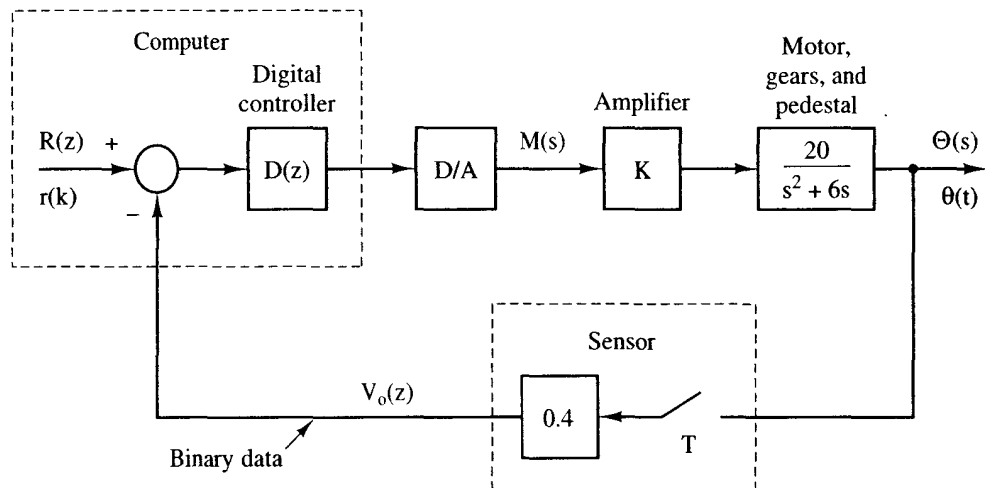 Computer
Digital
controller
Motor,
gears, and
pedestal
Amplifier
R(z) +
r(k)
−
D(z)
D/A
M(s)
K
20
s² + 6s
Θ(s)
θ(t)
Sensor
V₀(z)
0.4
T
Binary data